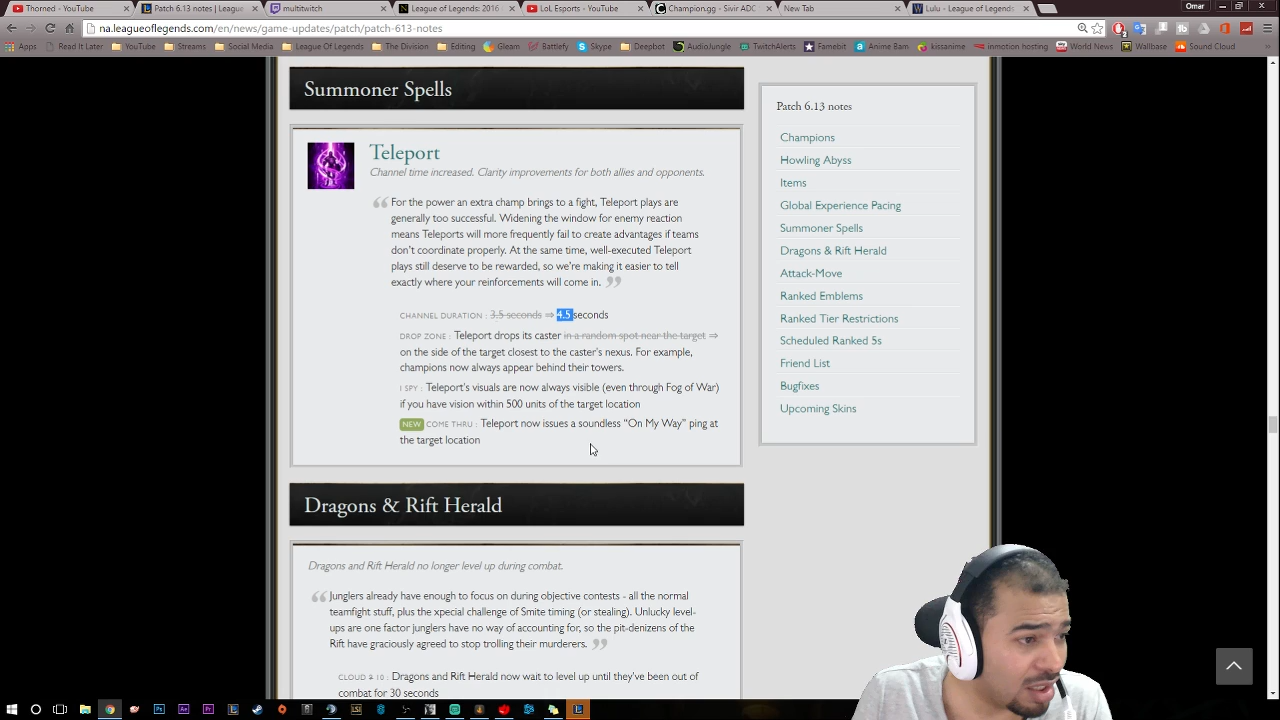 Thorned - YouTube
Patch 6.13 notes | League
multitwitch
League of Legends: 2016
LoL Esports - YouTube
Champion.gg - Sivir ADC
New Tab
Lulu - League of Legends
Omar
na.leagueoflegends.com/en/news/game-updates/patch/patch-613-notes
Apps Read It Later YouTube Streams Social Media League Of Legends The Division Editing Gleam Battlefy Skype Deepbot AudioJungle TwitchAlerts Famebit Anime Bam kissanime inmotion hosting World News Wallbase Sound Cloud
Summoner Spells
Teleport
Channel time increased. Clarity improvements for both allies and opponents.
For the power an extra champ brings to a fight, Teleport plays are
generally too successful. Widening the window for enemy reaction
means Teleports will more frequently fail to create advantages if teams
don't coordinate properly. At the same time, well-executed Teleport
plays still deserve to be rewarded, so we're making it easier to tell
exactly where your reinforcements will come in.
CHANNEL DURATION : 3.5 seconds ⇒ 4.5 seconds
DROP ZONE : Teleport drops its caster in a random spot near the target ⇒
on the side of the target closest to the caster's nexus. For example,
champions now always appear behind their towers.
I SPY : Teleport's visuals are now always visible (even through Fog of War)
if you have vision within 500 units of the target location
NEW COME THRU : Teleport now issues a soundless "On My Way" ping at
the target location
Dragons & Rift Herald
Dragons and Rift Herald no longer level up during combat.
Junglers already have enough to focus on during objective contests - all the normal
teamfight stuff, plus the xpecial challenge of Smite timing (or stealing). Unlucky level-
ups are one factor junglers have no way of accounting for, so the pit-denizens of the
Rift have graciously agreed to stop trolling their murderers.
CLOUD 9 10 : Dragons and Rift Herald now wait to level up until they've been out of
combat for 30 seconds
Patch 6.13 notes
Champions
Howling Abyss
Items
Global Experience Pacing
Summoner Spells
Dragons & Rift Herald
Attack-Move
Ranked Emblems
Ranked Tier Restrictions
Scheduled Ranked 5s
Friend List
Bugfixes
Upcoming Skins